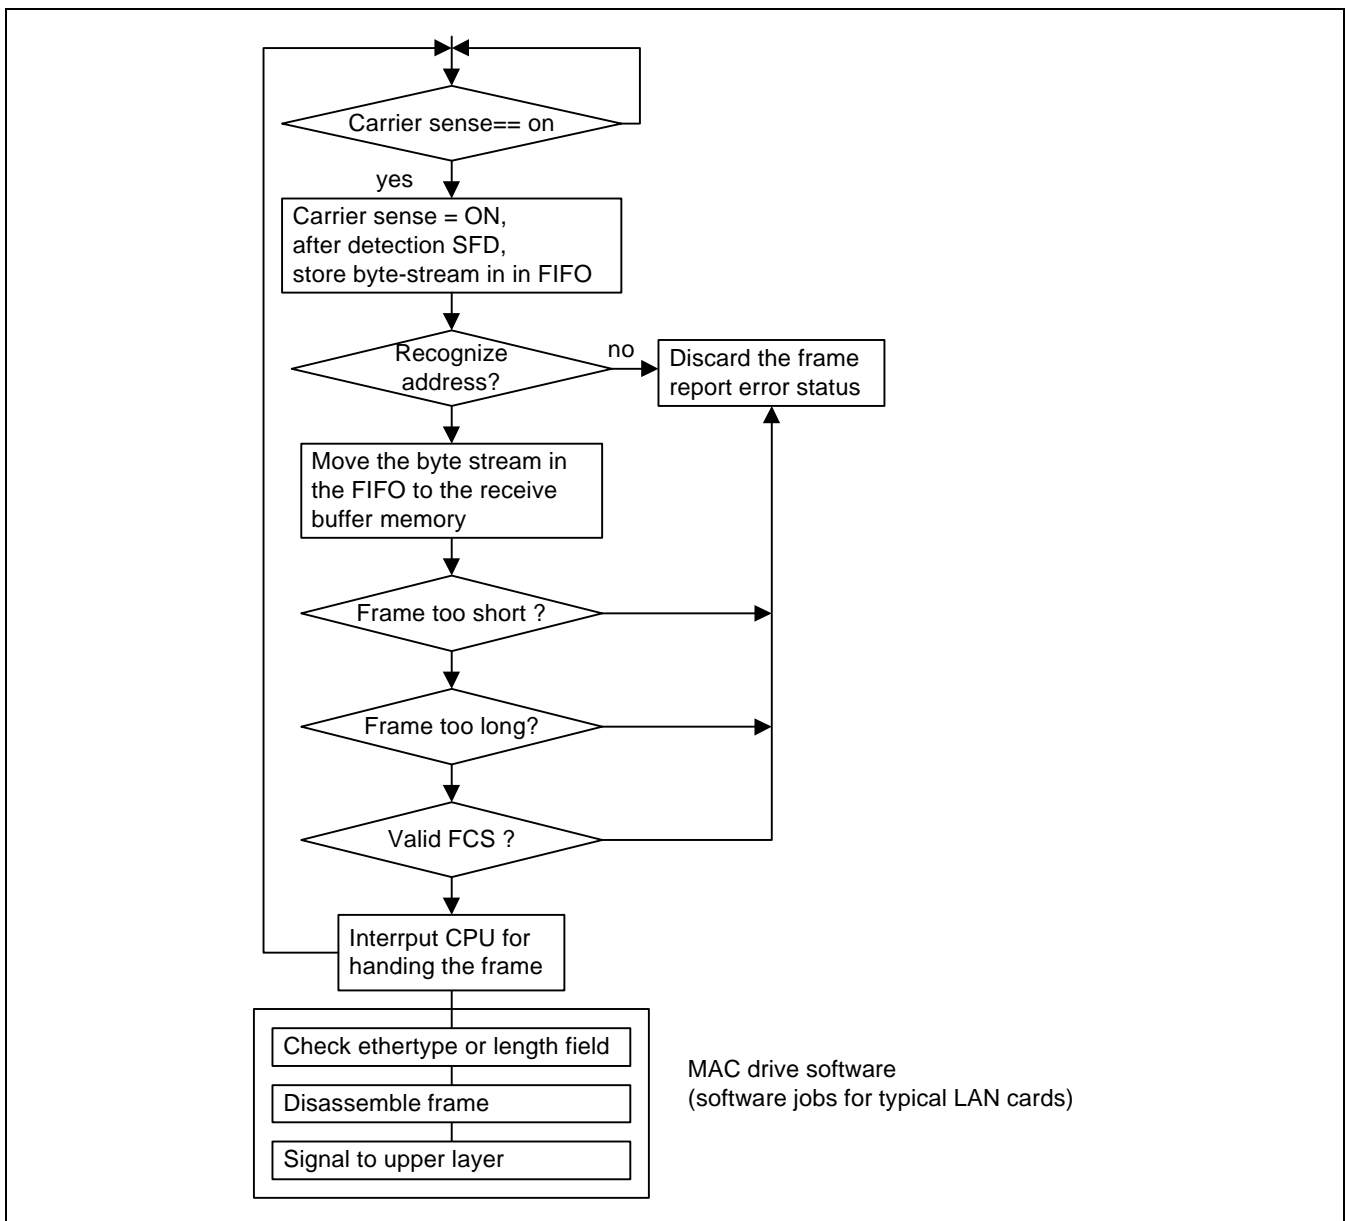 Carrier sense== on
yes
Carrier sense = ON,
after detection SFD,
store byte-stream in in FIFO
Recognize
address?
no
Discard the frame
report error status
Move the byte stream in
the FIFO to the receive
buffer memory
Frame too short ?
Frame too long?
Valid FCS ?
Interrput CPU for
handing the frame
Check ethertype or length field
Disassemble frame
Signal to upper layer
MAC drive software
(software jobs for typical LAN cards)